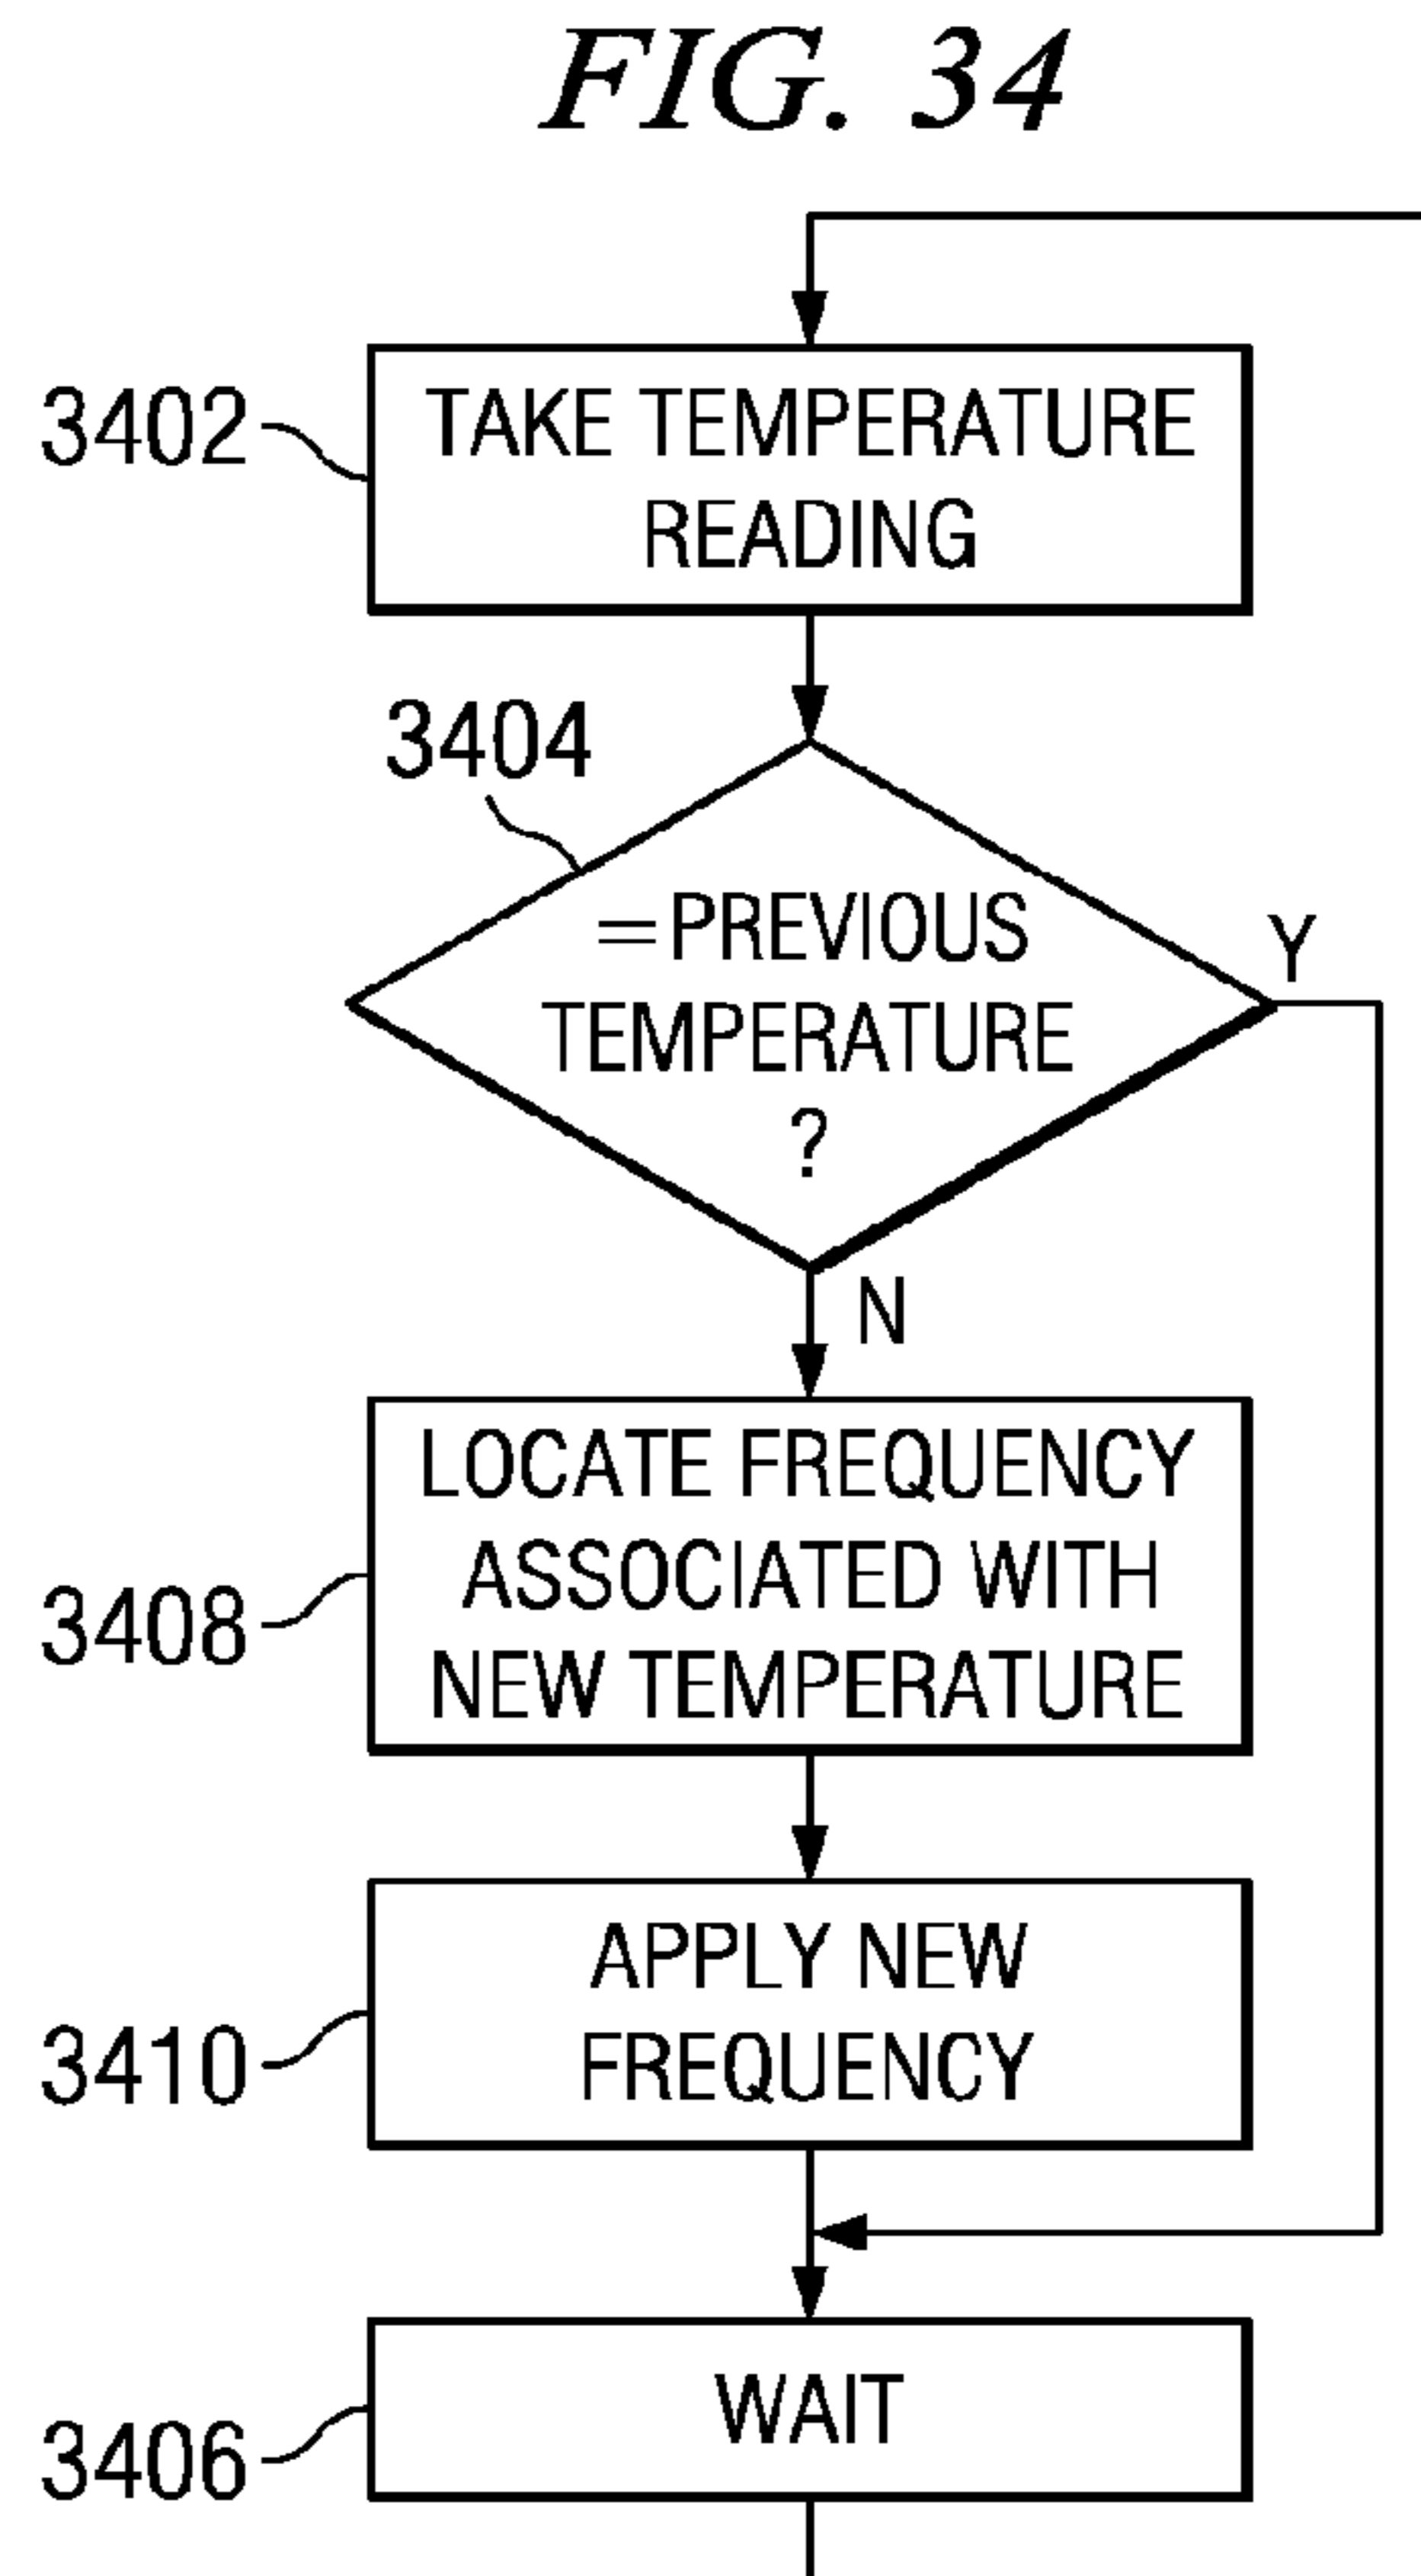 FIG. 34
3402
TAKE TEMPERATURE
READING
3404
=PREVIOUS
TEMPERATURE
?
Y
N
3408
LOCATE FREQUENCY
ASSOCIATED WITH
NEW TEMPERATURE
3410
APPLY NEW
FREQUENCY
3406
WAIT